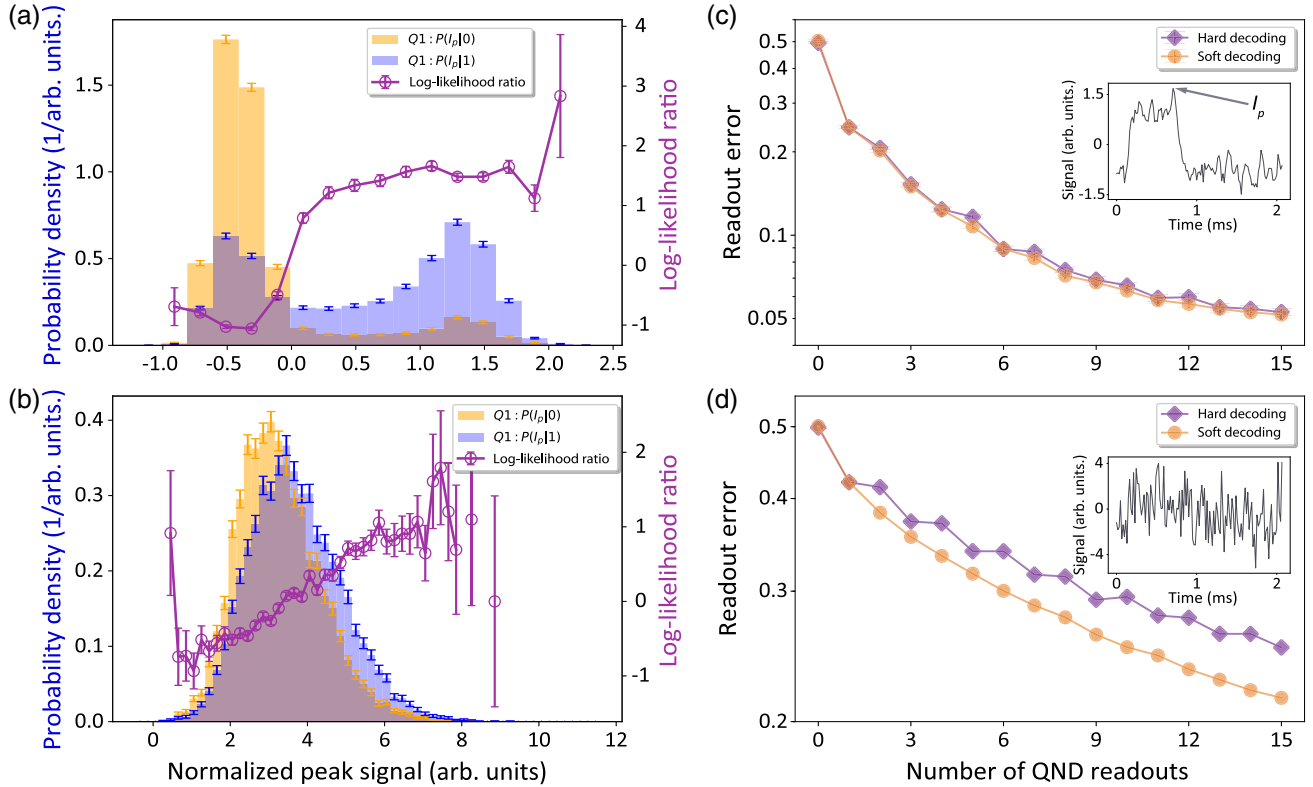 (a)
Probability density (1/arb. units.)
1.5
1.0
0.5
0.0
-1.0
-0.5
0.0
0.5
1.0
1.5
2.0
2.5
4
3
2
1
0
-1
Log-likelihood ratio
Q1 : P(I_p|0)
Q1 : P(I_p|1)
Log-likelihood ratio
(b)
Probability density (1/arb. units.)
0.4
0.3
0.2
0.1
0.0
0
2
4
6
8
10
12
2
1
0
-1
Log-likelihood ratio
Q1 : P(I_p|0)
Q1 : P(I_p|1)
Log-likelihood ratio
Normalized peak signal (arb. units)
(c)
Readout error
0.5
0.4
0.3
0.2
0.1
0.05
0
3
6
9
12
15
Hard decoding
Soft decoding
Signal (arb. units.)
1.5
0
-1.5
0
1
2
Time (ms)
I_p
(d)
Readout error
0.5
0.4
0.3
0.2
0
3
6
9
12
15
Hard decoding
Soft decoding
Signal (arb. units.)
4
0
-4
0
1
2
Time (ms)
Number of QND readouts